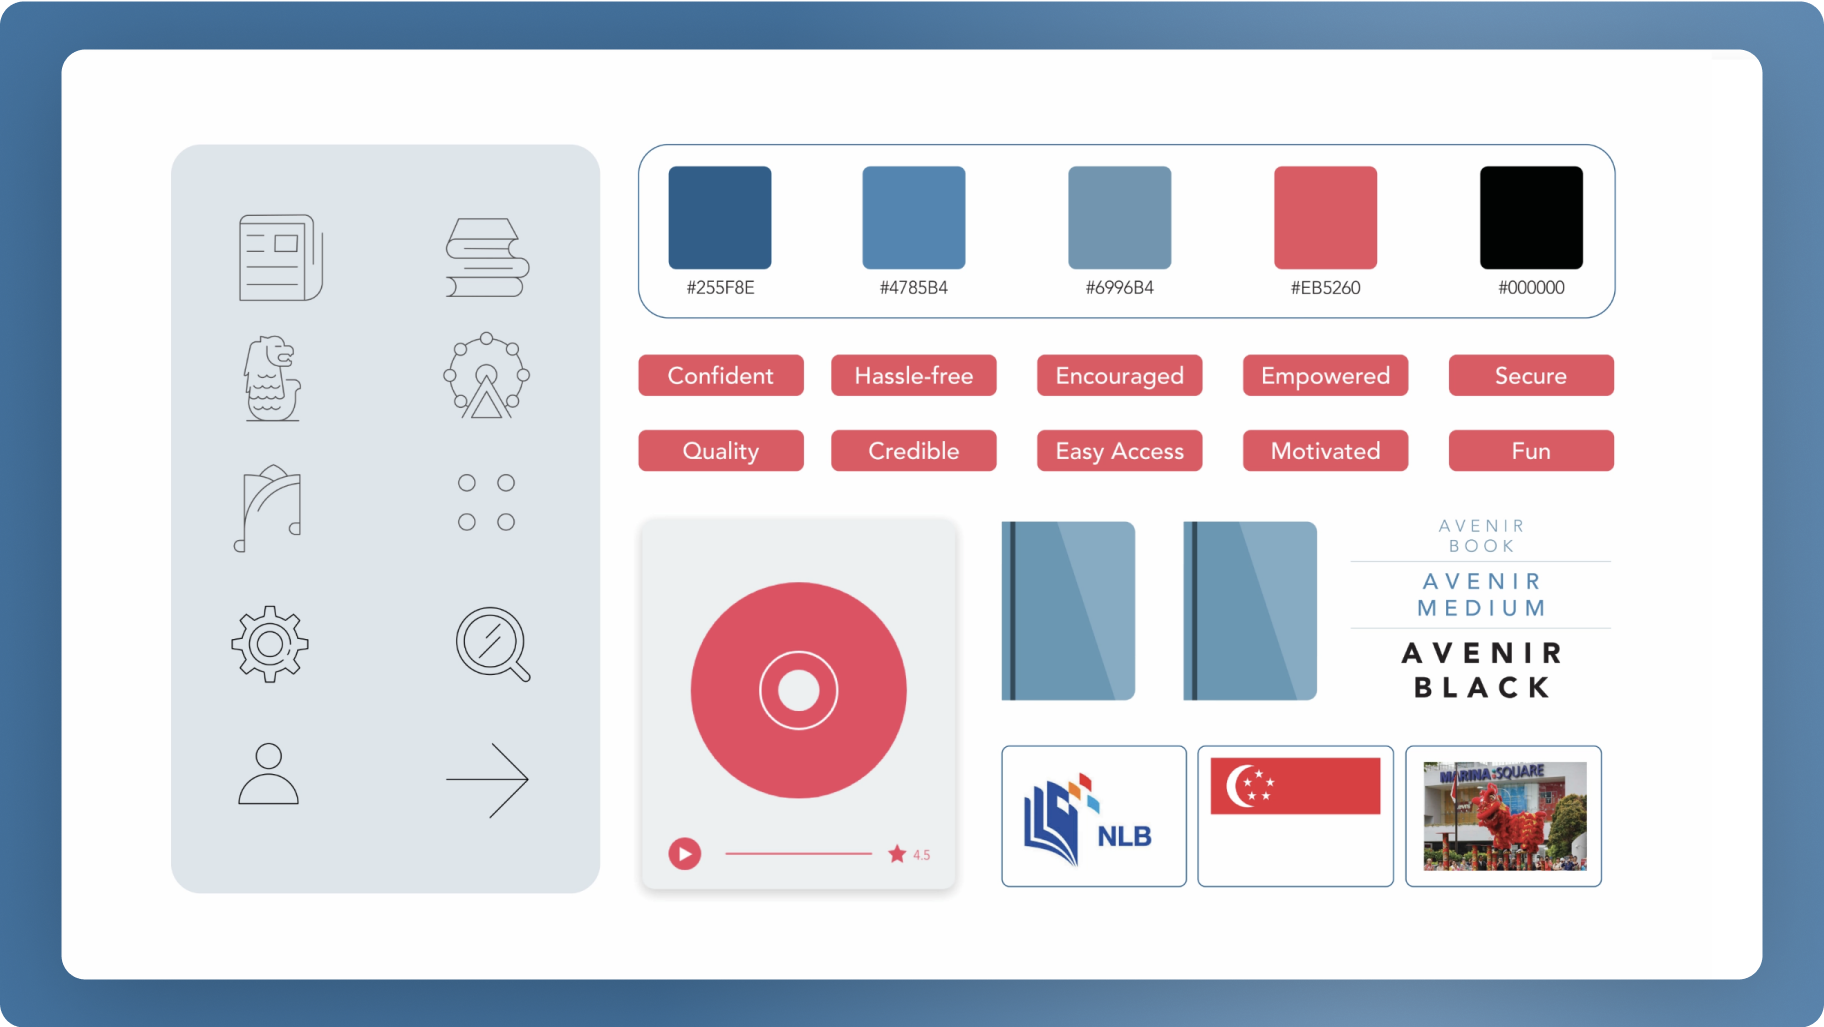 #255F8E
#4785B4
#6996B4
#EB5260
#000000
Confident
Hassle-free
Encouraged
Empowered
Secure
Quality
Credible
Easy Access
Motivated
Fun
AVENIR
BOOK
AVENIR
MEDIUM
AVENIR
BLACK
4.5
NLB
MARINA SQUARE